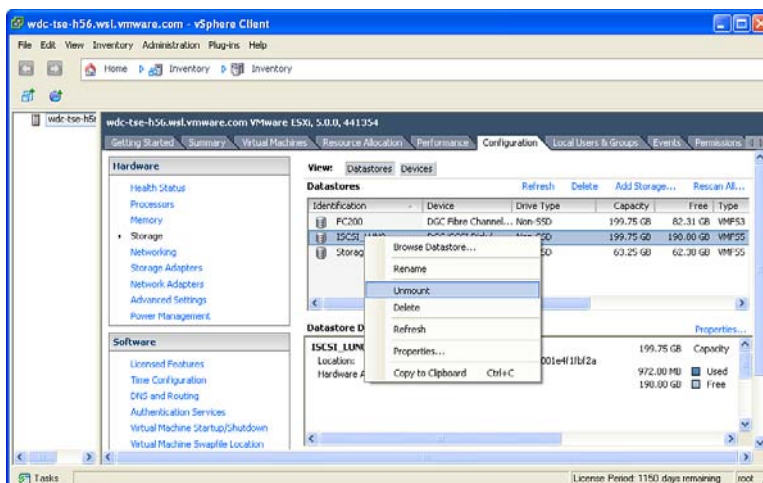 wdc-tse-h56.wsl.vmware.com - vSphere Client
File Edit View Inventory Administration Plug-ins Help
Home Inventory Inventory
wdc-tse-h5
wdc-tse-h56.wsl.vmware.com VMware ESXi, 5.0.0, 441354
Getting Started Summary Virtual Machines Resource Allocation Performance Configuration Local Users & Groups Events Permissions
Hardware
Health Status
Processors
Memory
Storage
Networking
Storage Adapters
Network Adapters
Advanced Settings
Power Management
Software
Licensed Features
Time Configuration
DNS and Routing
Authentication Services
Virtual Machine Startup/Shutdown
Virtual Machine Swapfile Location
View: Datastores Devices
Datastores Refresh Delete Add Storage... Rescan All...
Identification Device Drive Type Capacity Free Type
FC200 DGC Fibre Channel... Non-SSD 199.75 GB 82.31 GB VMFS3
199.75 GB 190.00 GB VMFS5
Storag 63.25 GB 62.30 GB VMFS5
Browse Datastore...
Rename
Unmount
Delete
Refresh
Properties...
Copy to Clipboard Ctrl+C
Datastore D Properties...
ISCSI_LUN 199.75 GB Capacity
Location:
Hardware A 972.00 MB Used
198.00 GB Free
Tasks License Period: 1150 days remaining root